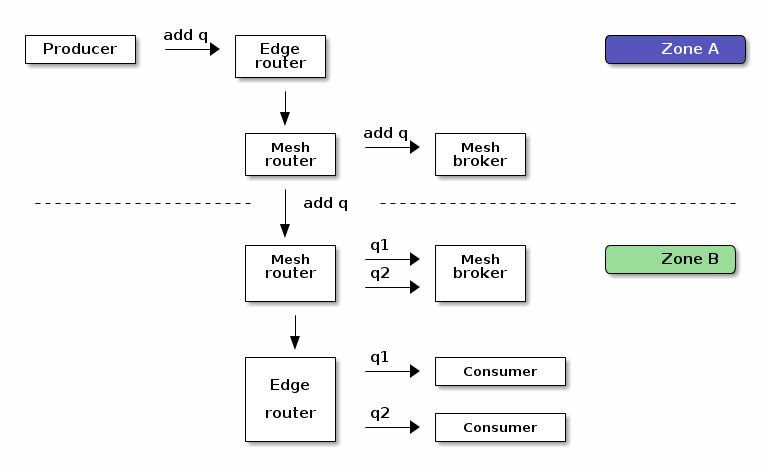 Producer
add q
Edge
router
Zone A
Mesh
router
add q
Mesh
broker
add q
Mesh
router
q1
q2
Mesh
broker
Zone B
Edge
router
q1
Consumer
q2
Consumer